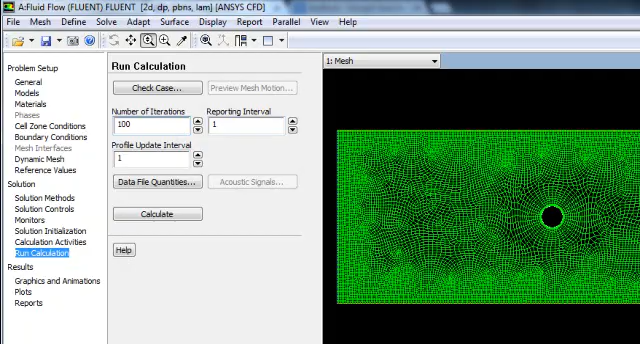 A:Fluid Flow (FLUENT) FLUENT [2d, dp, pbns, lam] [ANSYS CFD]
File Mesh Define Solve Adapt Surface Display Report Parallel View Help
Problem Setup
General
Models
Materials
Phases
Cell Zone Conditions
Boundary Conditions
Mesh Interfaces
Dynamic Mesh
Reference Values
Solution
Solution Methods
Solution Controls
Monitors
Solution Initialization
Calculation Activities
Run Calculation
Results
Graphics and Animations
Plots
Reports
Run Calculation
Check Case... Preview Mesh Motion...
Number of Iterations Reporting Interval
100 1
Profile Update Interval
1
Data File Quantities... Acoustic Signals...
Calculate
Help
1: Mesh